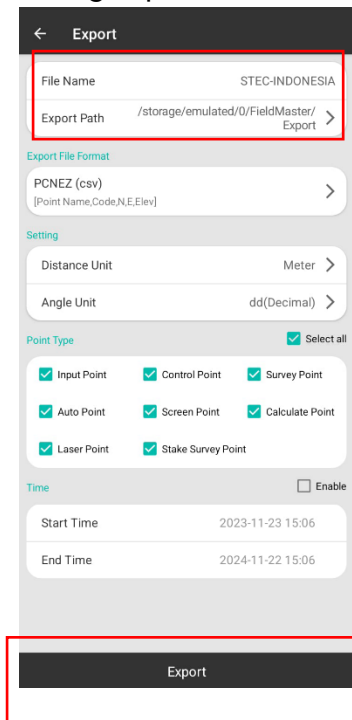 Export
File Name STEC-INDONESIA
Export Path /storage/emulated/0/FieldMaster/
Export
Export File Format
PCNEZ (csv)
[Point Name,Code,N,E,Elev]
Setting
Distance Unit Meter
Angle Unit dd(Decimal)
Point Type Select all
Input Point Control Point Survey Point
Auto Point Screen Point Calculate Point
Laser Point Stake Survey Point
Time Enable
Start Time 2023-11-23 15:06
End Time 2024-11-22 15:06
Export